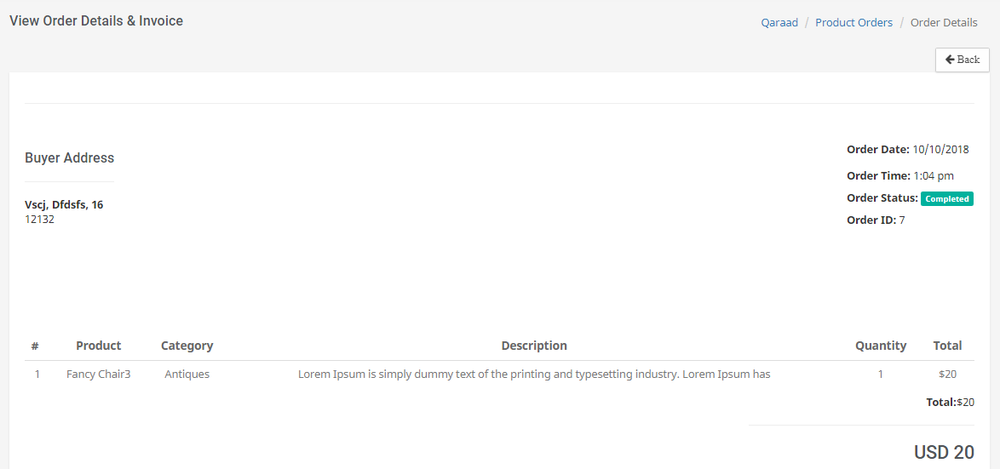 View Order Details & Invoice
Qaraad / Product Orders / Order Details
Back
Buyer Address
Vscj, Dfdsfs, 16
12132
Order Date: 10/10/2018
Order Time: 1:04 pm
Order Status: Completed
Order ID: 7
# Product Category Description Quantity Total
1 Fancy Chair3 Antiques Lorem Ipsum is simply dummy text of the printing and typesetting industry. Lorem Ipsum has 1 $20
Total:$20
USD 20